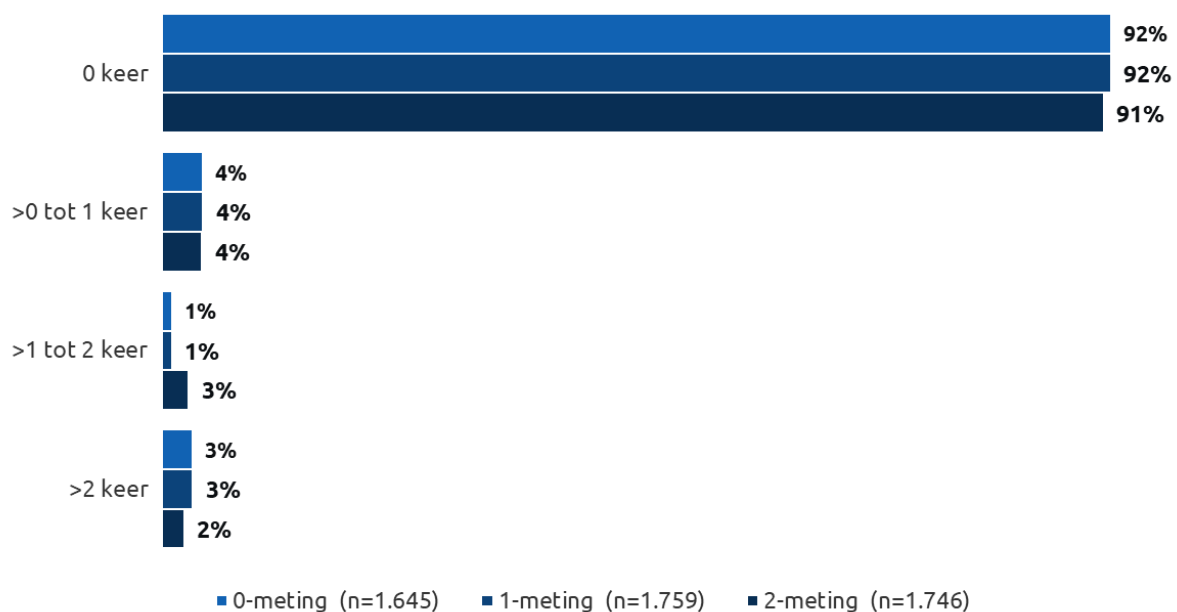 92%
0 keer
92%
91%
4%
>0 tot 1 keer
4%
4%
1%
>1 tot 2 keer
1%
3%
3%
>2 keer
3%
2%
0-meting (n=1.645) 1-meting (n=1.759) 2-meting (n=1.746)